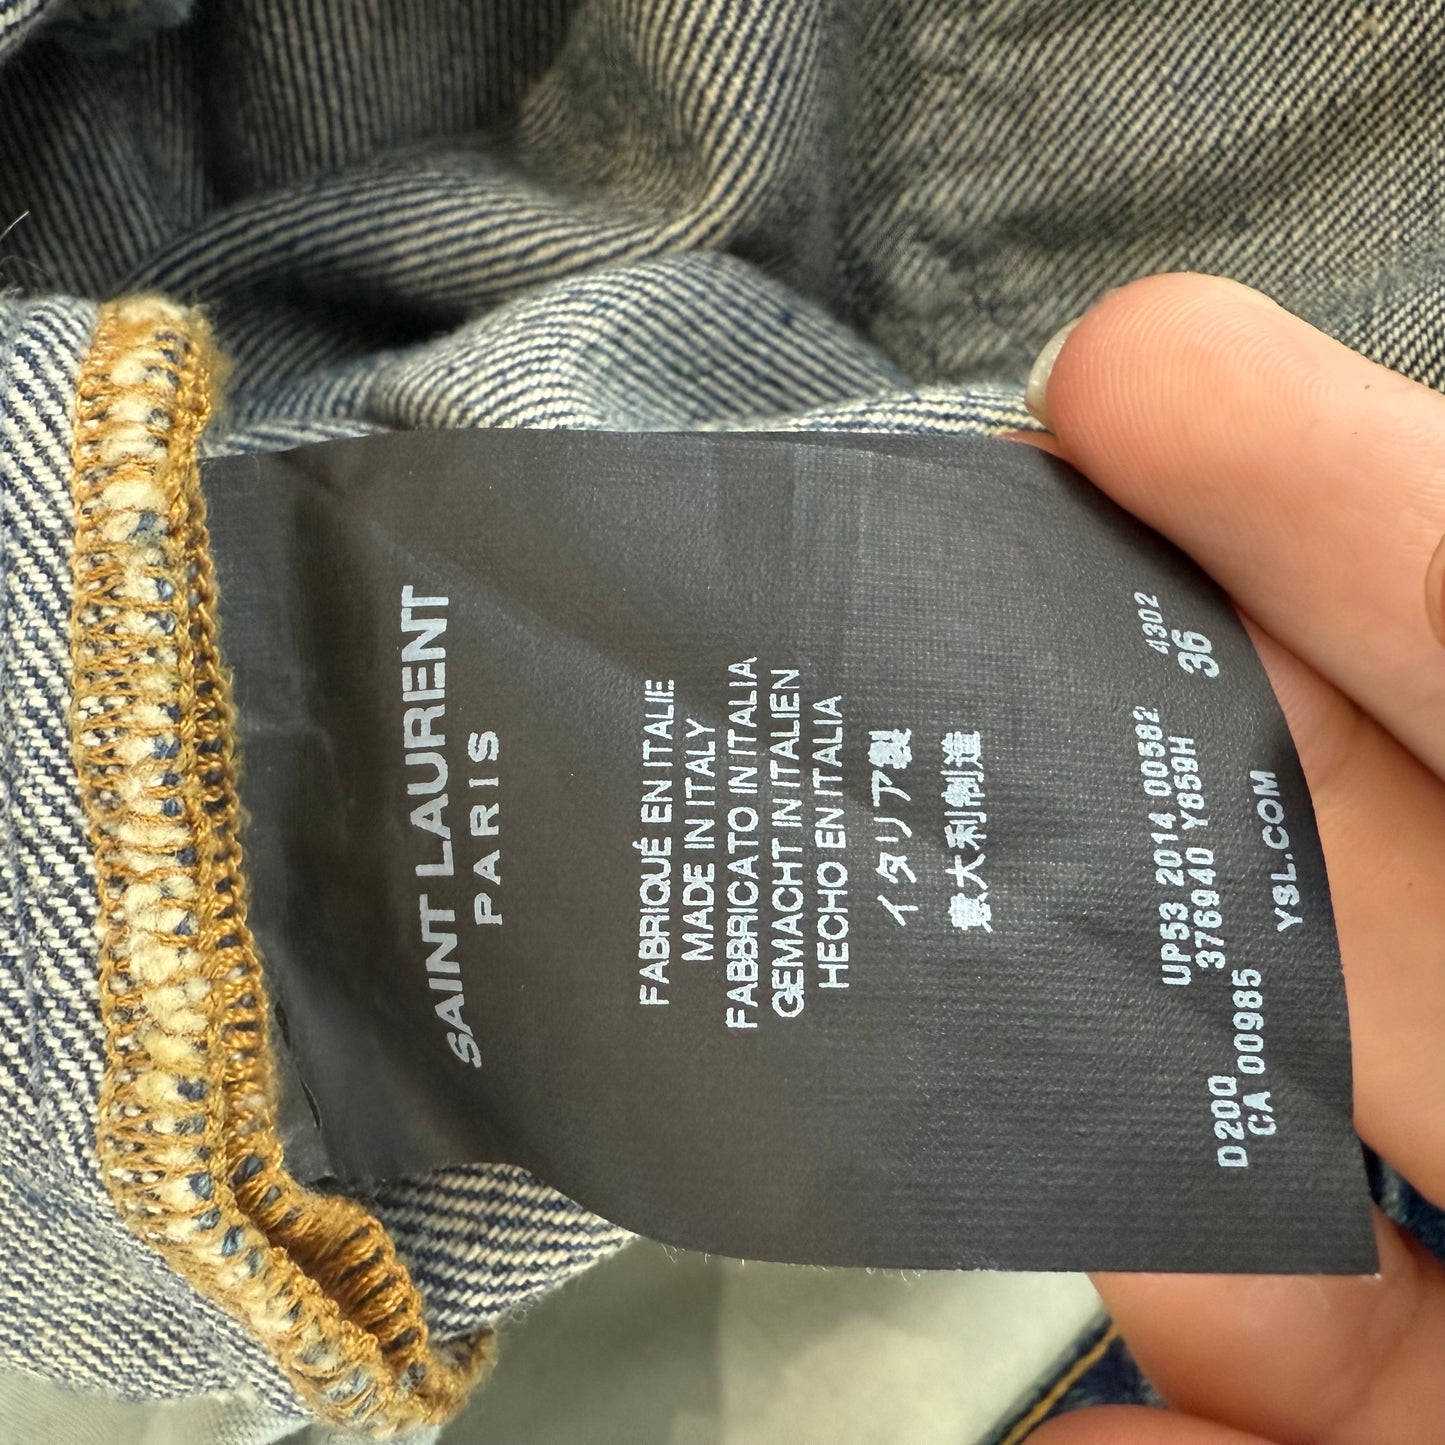 SAINT LAURENT
PARIS
FABRIQUÉ EN ITALIE
MADE IN ITALY
FABBRICATO IN ITALIA
GEMACHT IN ITALIEN
HECHO EN ITALIA
イタリア製
意大利制造
4302
UP53 2014 00582 36
376940 Y859H
D20Q
CA 00985
YSL.COM